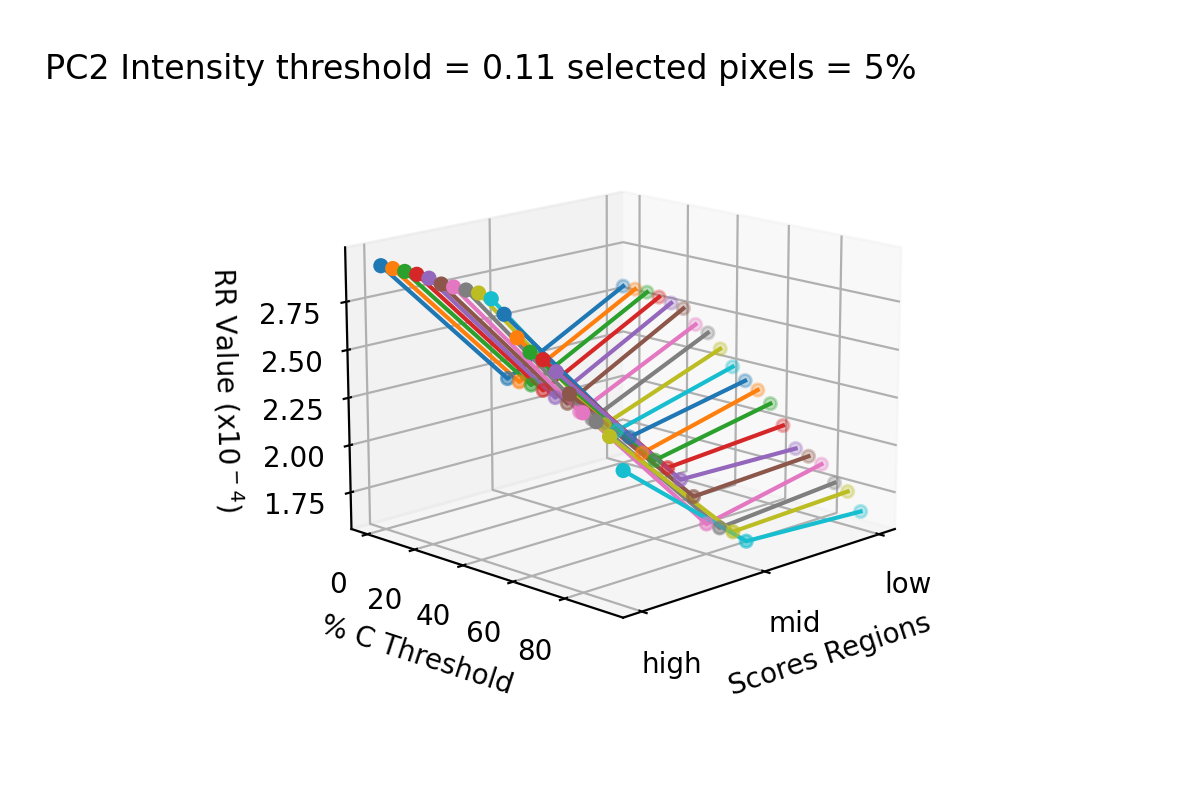 PC2 Intensity threshold = 0.11 selected pixels = 5%
RR Value (x10⁻⁴)
2.75
2.50
2.25
2.00
1.75
0
20
40
60
80
% C Threshold
high
mid
low
Scores Regions